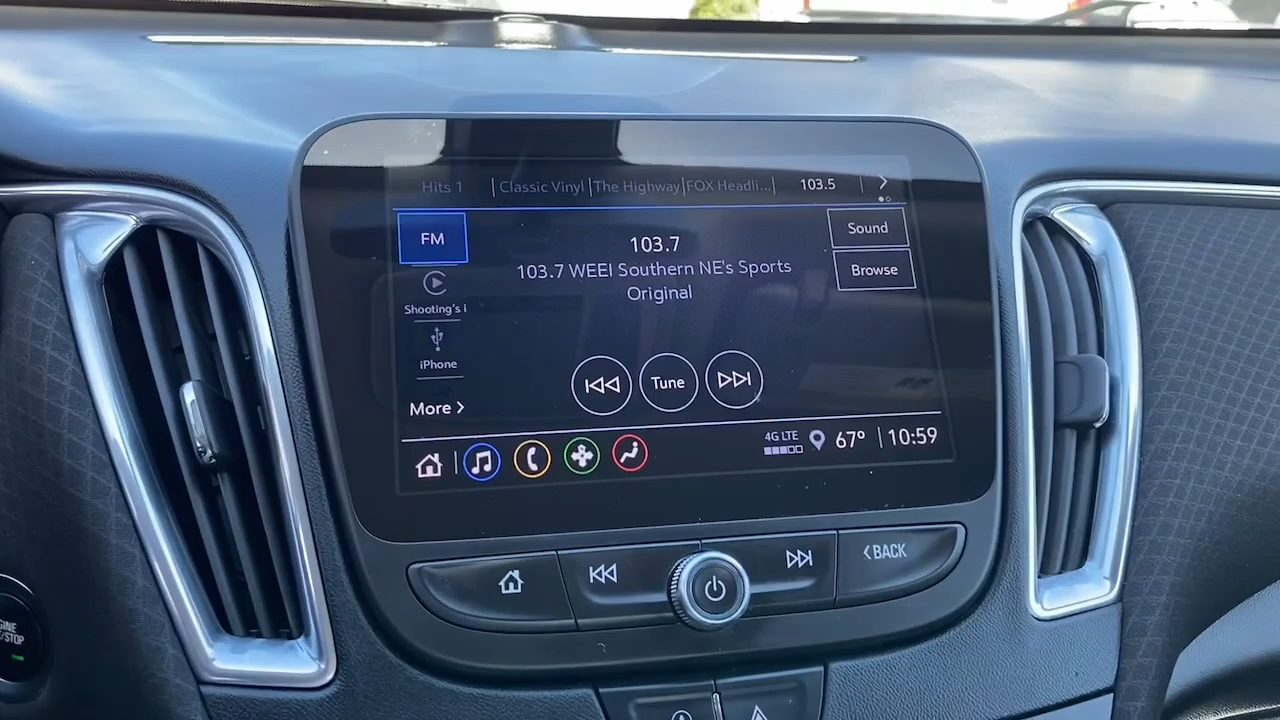 Hits 1
Classic Vinyl
The Highway
FOX Headli...
103.5
FM
103.7
Sound
103.7 WEEI Southern NE's Sports
Original
Browse
Shooting's i
iPhone
Tune
More
4G LTE
67°
10:59
BACK
/STOP